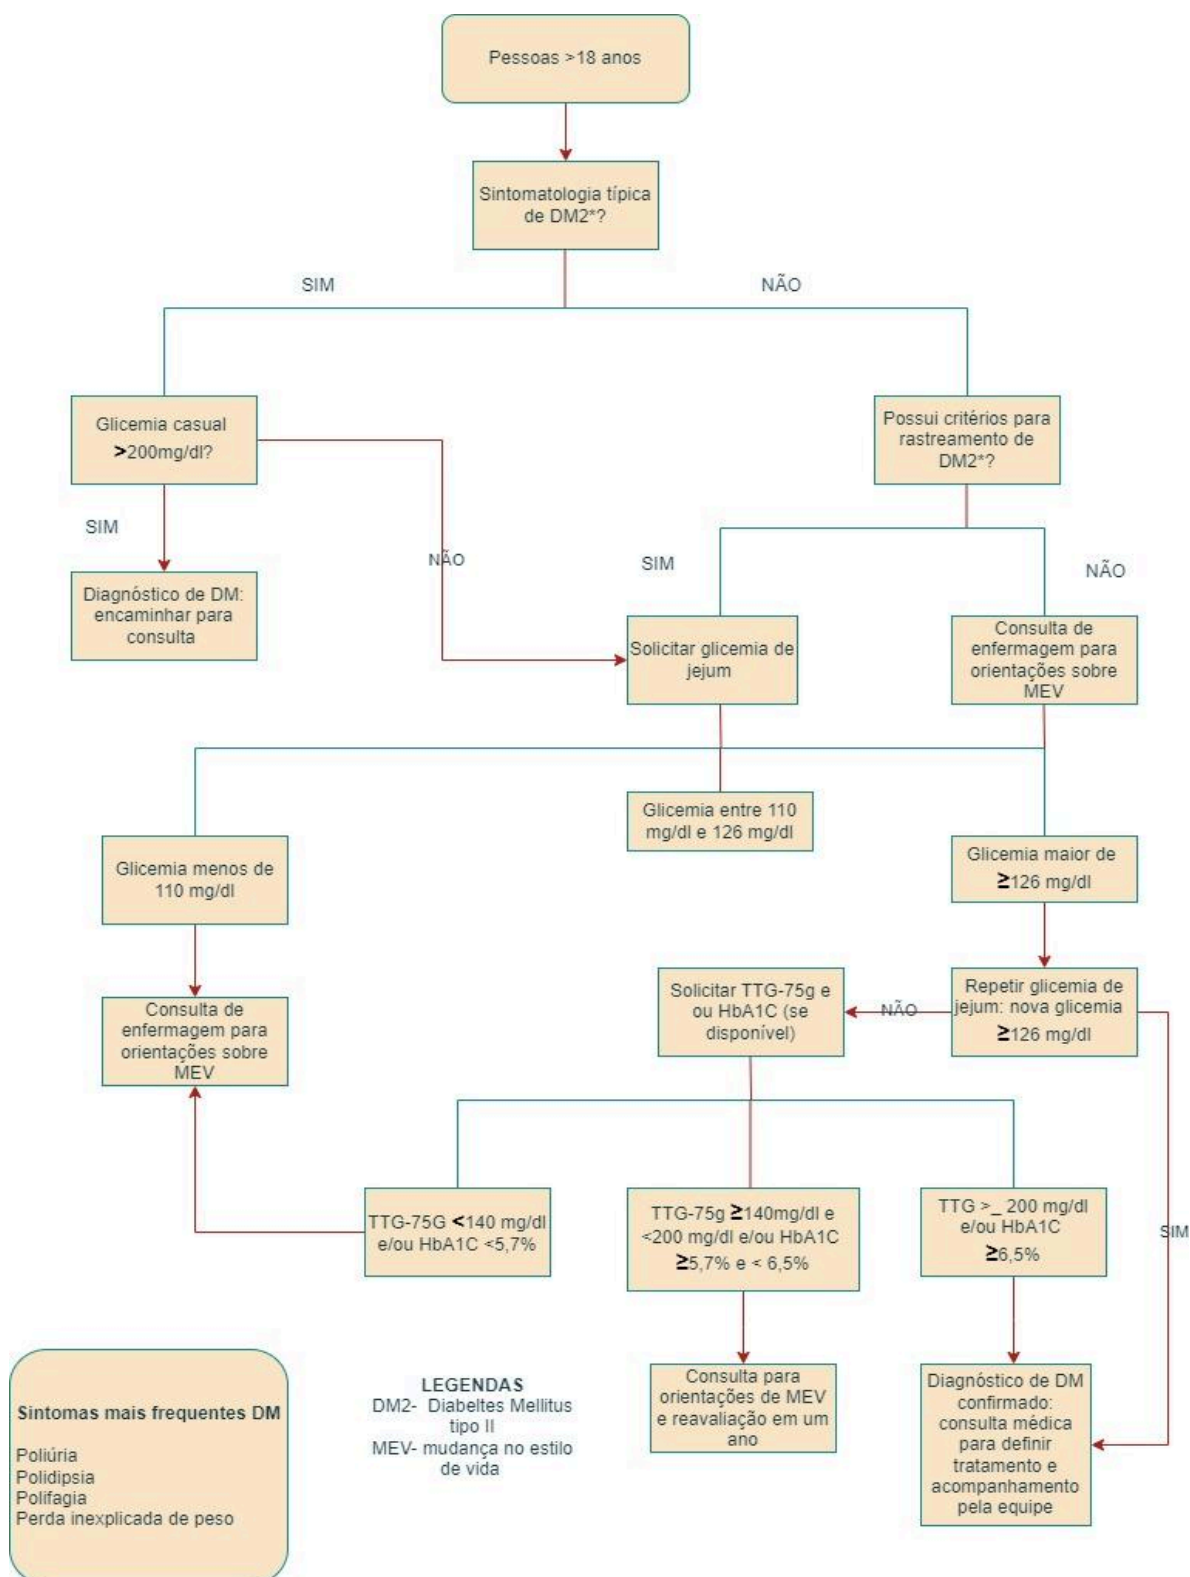 Pessoas >18 anos
Sintomatologia típica
de DM2*?
SIM
NÃO
Glicemia casual
>200mg/dl?
Possui critérios para
rastreamento de
DM2*?
SIM
NÃO
SIM
NÃO
Diagnóstico de DM:
encaminhar para
consulta
Solicitar glicemia de
jejum
Consulta de
enfermagem para
orientações sobre
MEV
Glicemia entre 110
mg/dl e 126 mg/dl
Glicemia menos de
110 mg/dl
Glicemia maior de
≥126 mg/dl
Consulta de
enfermagem para
orientações sobre
MEV
Solicitar TTG-75g e
ou HbA1C (se
disponível)
NÃO
Repetir glicemia de
jejum: nova glicemia
≥126 mg/dl
SIM
TTG-75G <140 mg/dl
e/ou HbA1C <5,7%
TTG-75g ≥140mg/dl e
<200 mg/dl e/ou HbA1C
≥5,7% e < 6,5%
TTG >_ 200 mg/dl
e/ou HbA1C
≥6,5%
Consulta para
orientações de MEV
e reavaliação em um
ano
Diagnóstico de DM
confirmado:
consulta médica
para definir
tratamento e
acompanhamento
pela equipe
Sintomas mais frequentes DM
Poliúria
Polidipsia
Polifagia
Perda inexplicada de peso
LEGENDAS
DM2- Diabeltes Mellitus
tipo II
MEV- mudança no estilo
de vida